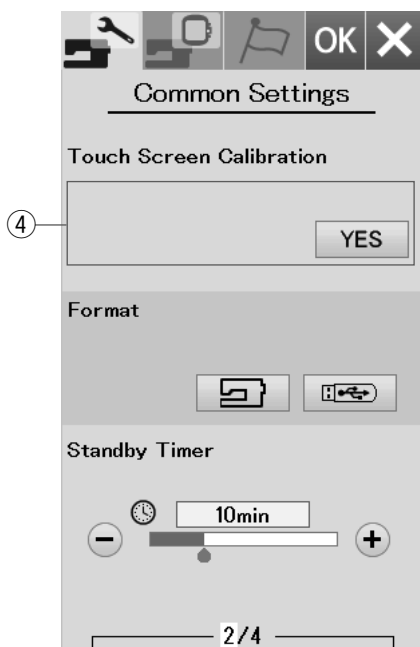 OK
Common Settings
Touch Screen Calibration
④
YES
Format
Standby Timer
10min
2/4